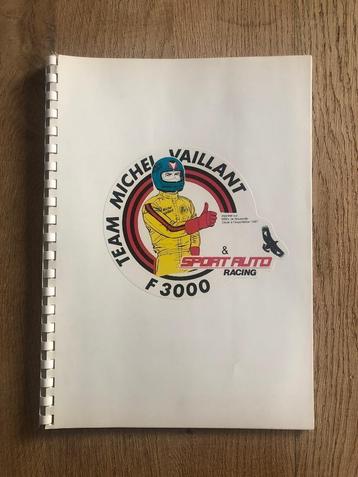 TEAM MICHEL VAILLANT
&
SPORT AUTO
RACING
F 3000